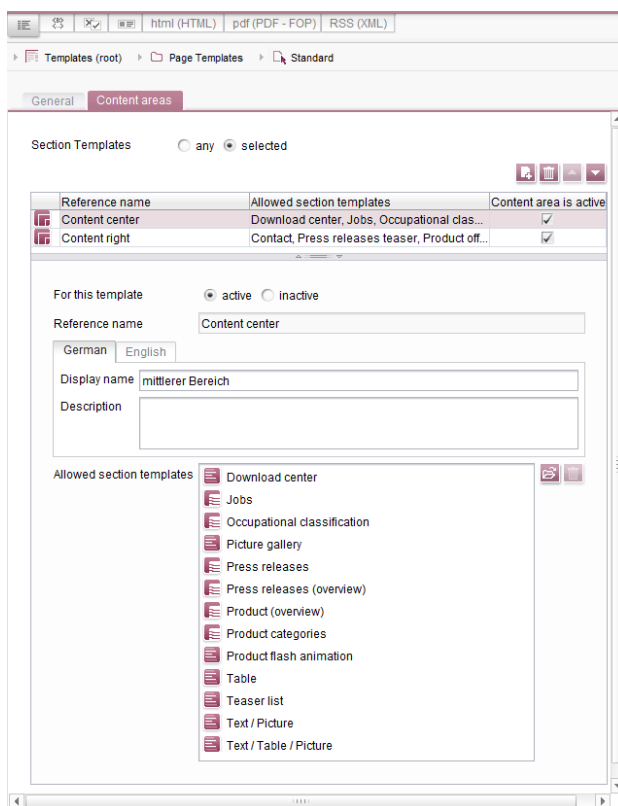 html (HTML) pdf (PDF - FOP) RSS (XML)
Templates (root) Page Templates Standard
General Content areas
Section Templates any selected
Reference name Allowed section templates Content area is active
Content center Download center, Jobs, Occupational clas...
Content right Contact, Press releases teaser, Product off...
For this template active inactive
Reference name Content center
German English
Display name mittlerer Bereich
Description
Allowed section templates Download center
Jobs
Occupational classification
Picture gallery
Press releases
Press releases (overview)
Product (overview)
Product categories
Product flash animation
Table
Teaser list
Text / Picture
Text / Table / Picture